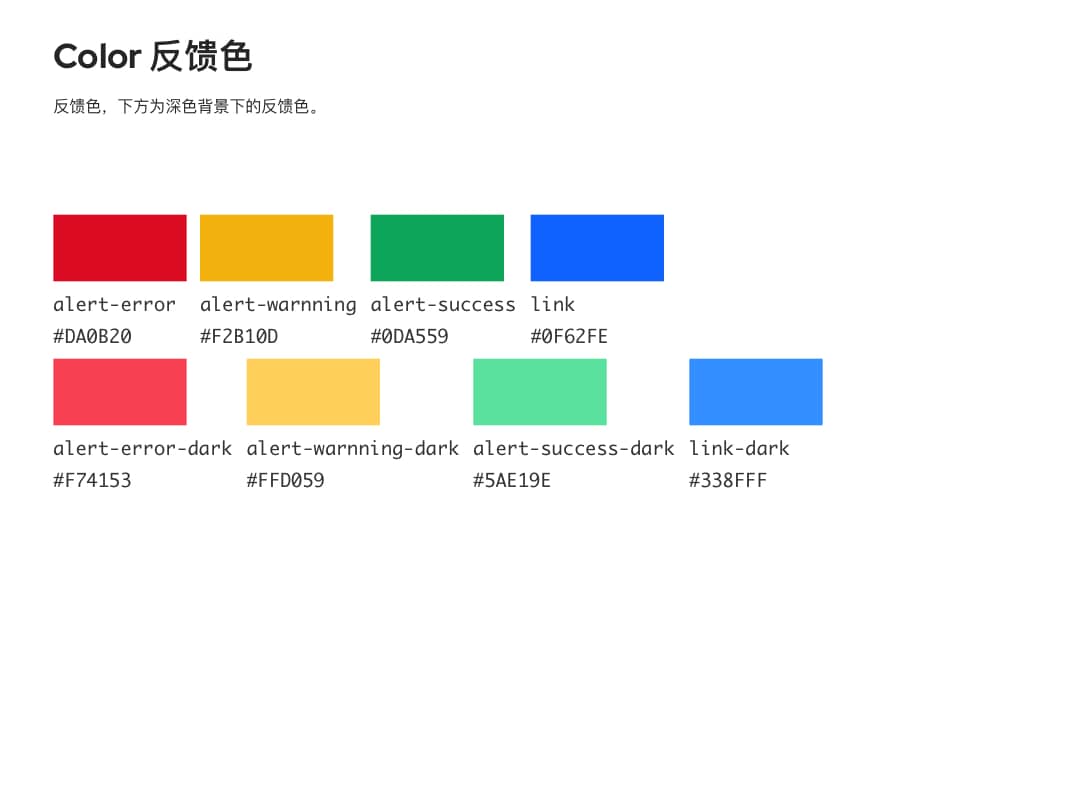 Color 反馈色
反馈色，下方为深色背景下的反馈色。
alert-error alert-warnning alert-success link
#DA0B20 #F2B10D #0DA559 #0F62FE
alert-error-dark alert-warnning-dark alert-success-dark link-dark
#F74153 #FFD059 #5AE19E #338FFF